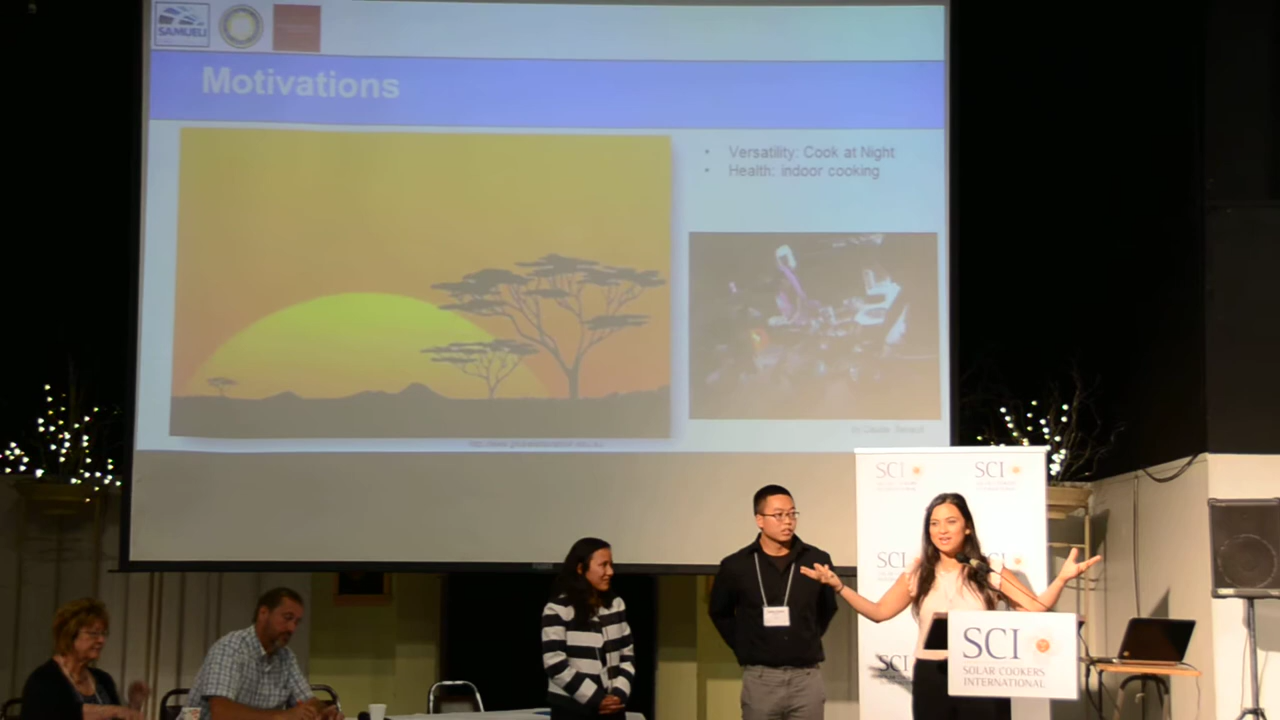 SAMUELI
Motivations
• Versatility: Cook at Night
• Health: indoor cooking
SCI
SCI
SCI
SCI
SCI
SCI
SOLAR COOKERS
INTERNATIONAL